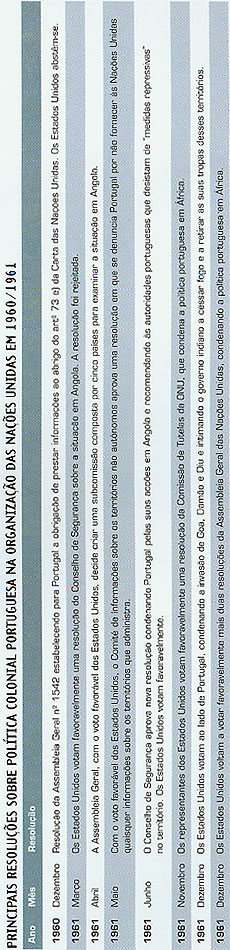 PRINCIPAIS RESOLUÇÕES SOBRE POLÍTICA COLONIAL PORTUGUESA NA ORGANIZAÇÃO DAS NAÇÕES UNIDAS EM 1960/1961
Ano Mês Resolução
1960 Dezembro Resolução da Assembleia Geral nº 1542 estabelecendo para Portugal a obrigação de prestar informações ao abrigo do artº 73 e) da Carta das Nações Unidas. Os Estados Unidos abstêm-se.
1961 Março Os Estados Unidos votam favoravelmente uma resolução do Conselho de Segurança sobre a situação em Angola. A resolução foi rejeitada.
1961 Abril A Assembleia Geral, com o voto favorável dos Estados Unidos, decide criar uma subcomissão composta por cinco países para examinar a situação em Angola.
1961 Maio Com o voto favorável dos Estados Unidos, o Comité de Informações sobre os territórios não autónomos aprova uma resolução em que se denuncia Portugal por não fornecer às Nações Unidas
quaisquer informações sobre os territórios que administra.
1961 Junho O Conselho de Segurança aprova nova resolução condenando Portugal pelas suas acções em Angola e recomendando às autoridades portuguesas que desistam de "medidas repressivas"
no território. Os Estados Unidos votam favoravelmente.
1961 Novembro Os representantes dos Estados Unidos votam favoravelmente uma resolução da Comissão de Tutelas da ONU, que condena a política portuguesa em África.
1961 Dezembro Os Estados Unidos votam ao lado de Portugal, condenando a invasão de Goa, Damão e Diu e intimando o governo indiano a cessar fogo e a retirar as suas tropas desses territórios.
1961 Dezembro Os Estados Unidos voltam a votar favoravelmente mais duas resoluções da Assembleia Geral das Nações Unidas, condenando a política portuguesa em África.